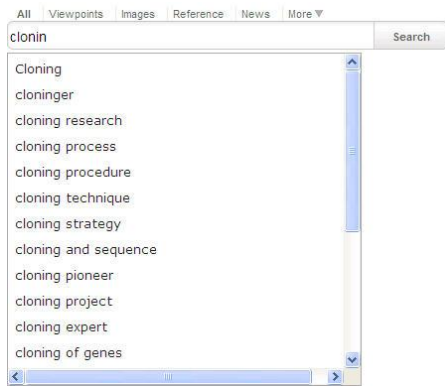 All Viewpoints Images Reference News More ▼
clonin Search
Cloning
cloninger
cloning research
cloning process
cloning procedure
cloning technique
cloning strategy
cloning and sequence
cloning pioneer
cloning project
cloning expert
cloning of genes